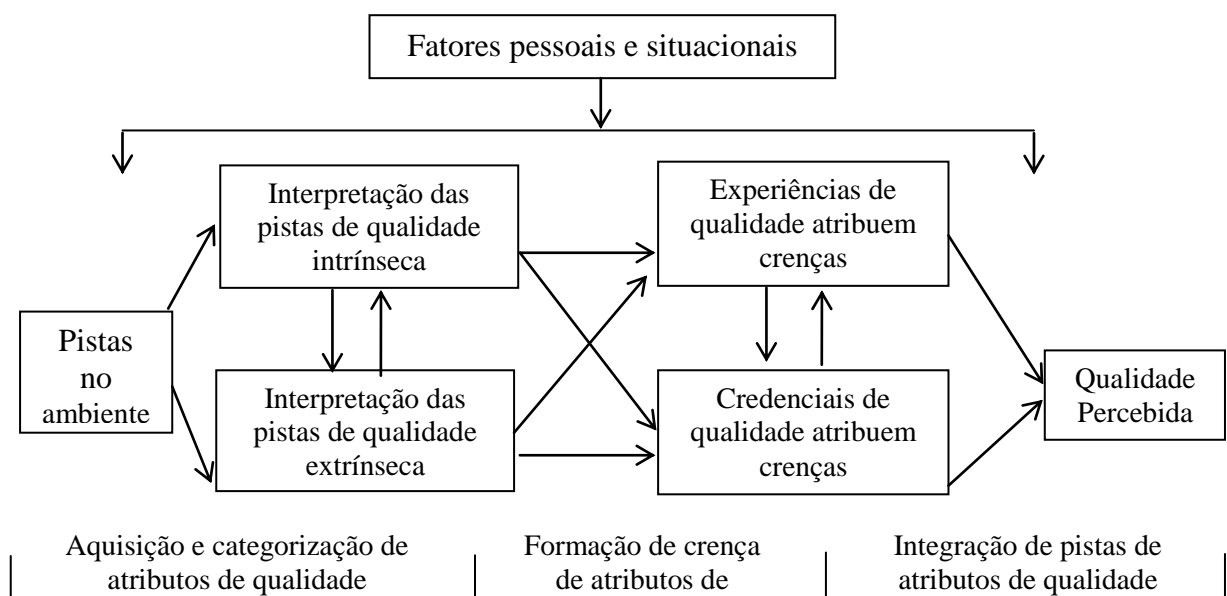 Fatores pessoais e situacionais
Interpretação das
pistas de qualidade
intrínseca
Experiências de
qualidade atribuem
crenças
Pistas
no
ambiente
Interpretação das
pistas de qualidade
extrínseca
Credenciais de
qualidade atribuem
crenças
Qualidade
Percebida
Aquisição e categorização de
atributos de qualidade
Formação de crença
de atributos de
Integração de pistas de
atributos de qualidade